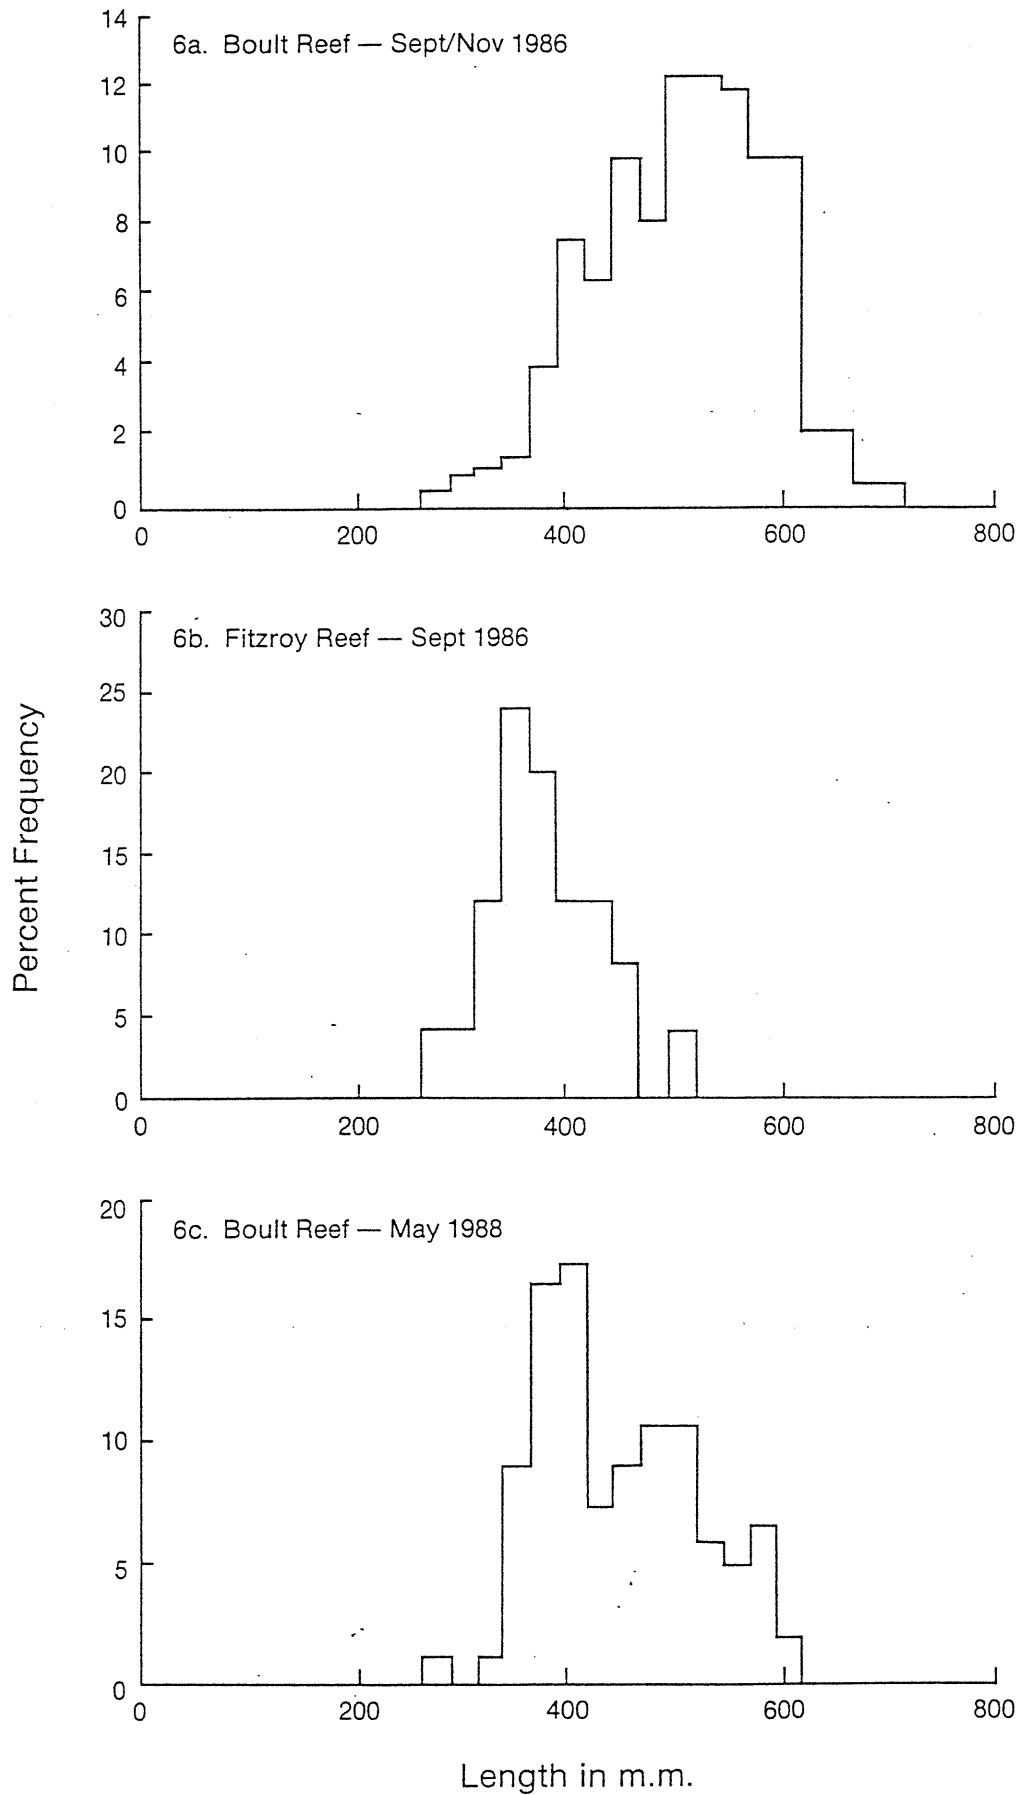 14
6a. Boult Reef — Sept/Nov 1986
12
10
8
6
4
2
0
0 200 400 600 800
30
6b. Fitzroy Reef — Sept 1986
25
20
15
10
5
0
0 200 400 600 800
Percent Frequency
20
6c. Boult Reef — May 1988
15
10
5
0
0 200 400 600 800
Length in m.m.